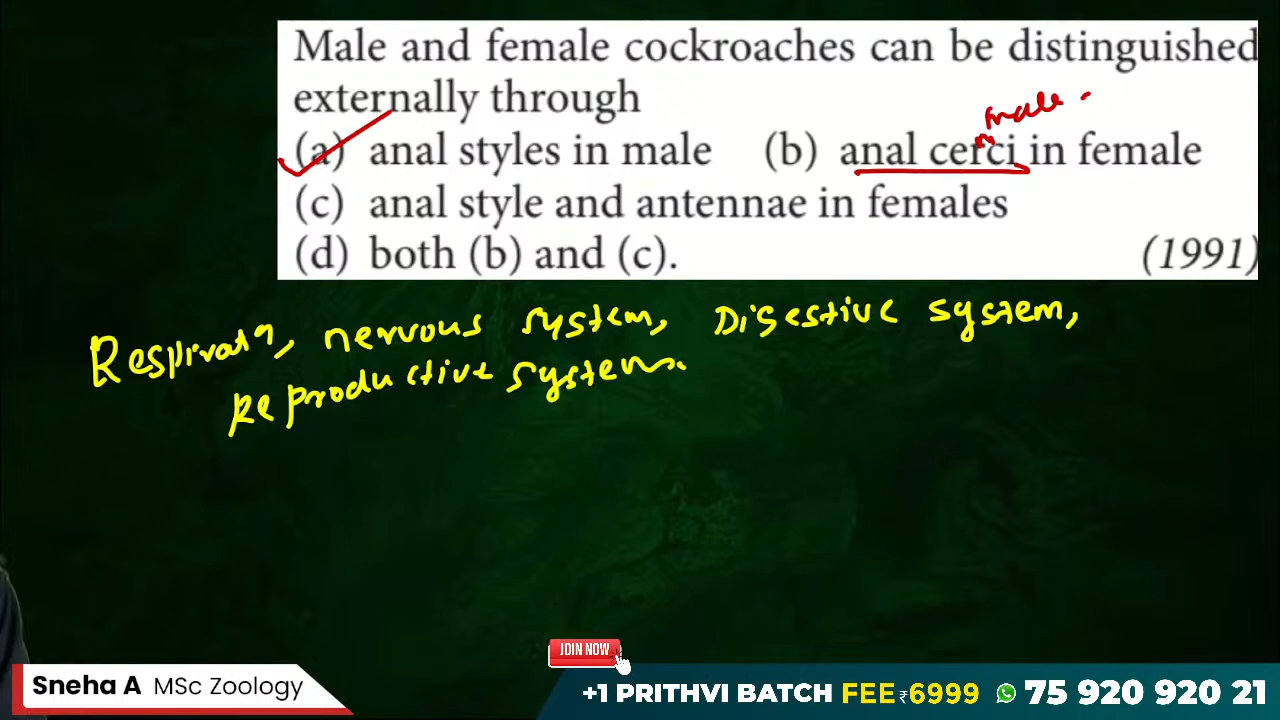 Male and female cockroaches can be distinguished
externally through
male.
(a) anal styles in male (b) anal cerci in female
(c) anal style and antennae in females
(d) both (b) and (c). (1991)
nervous system, Digestive system,
Reproductive system.
JOIN NOW
Sneha A MSc Zoology
+1 PRITHVI BATCH FEE ₹6999 75 920 920 21